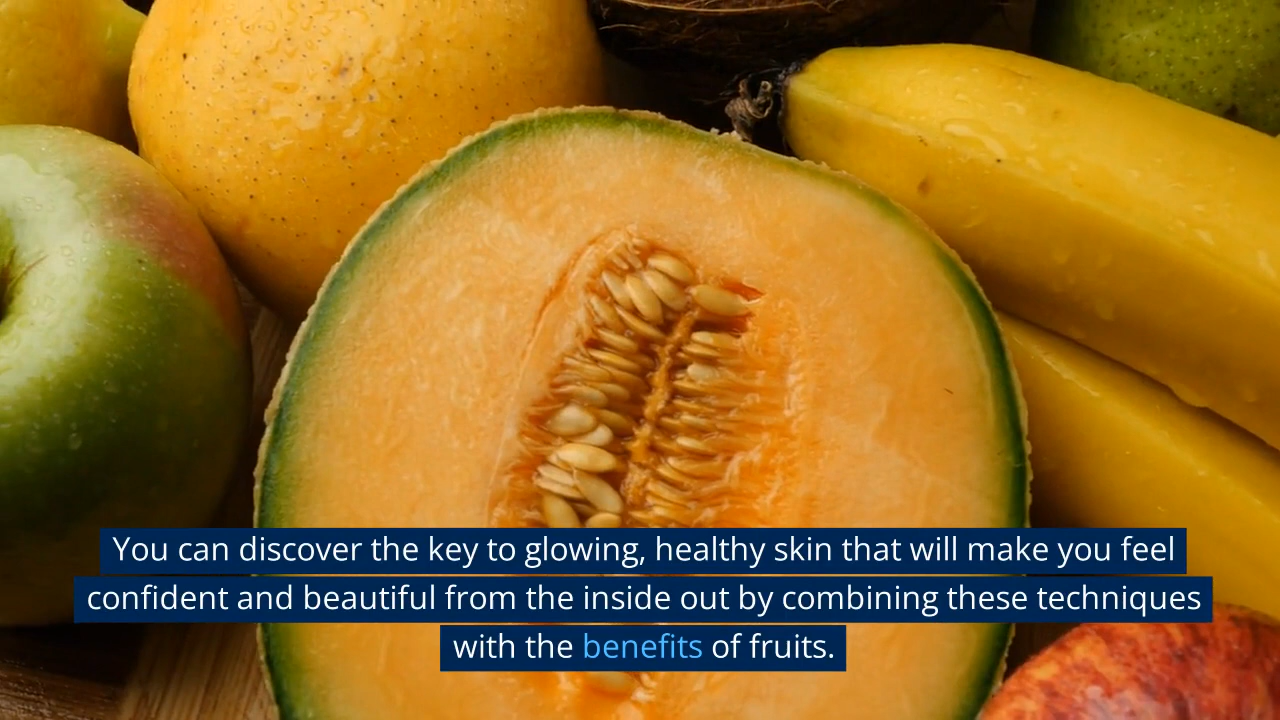 You can discover the key to glowing, healthy skin that will make you feel
confident and beautiful from the inside out by combining these techniques
with the benefits of fruits.